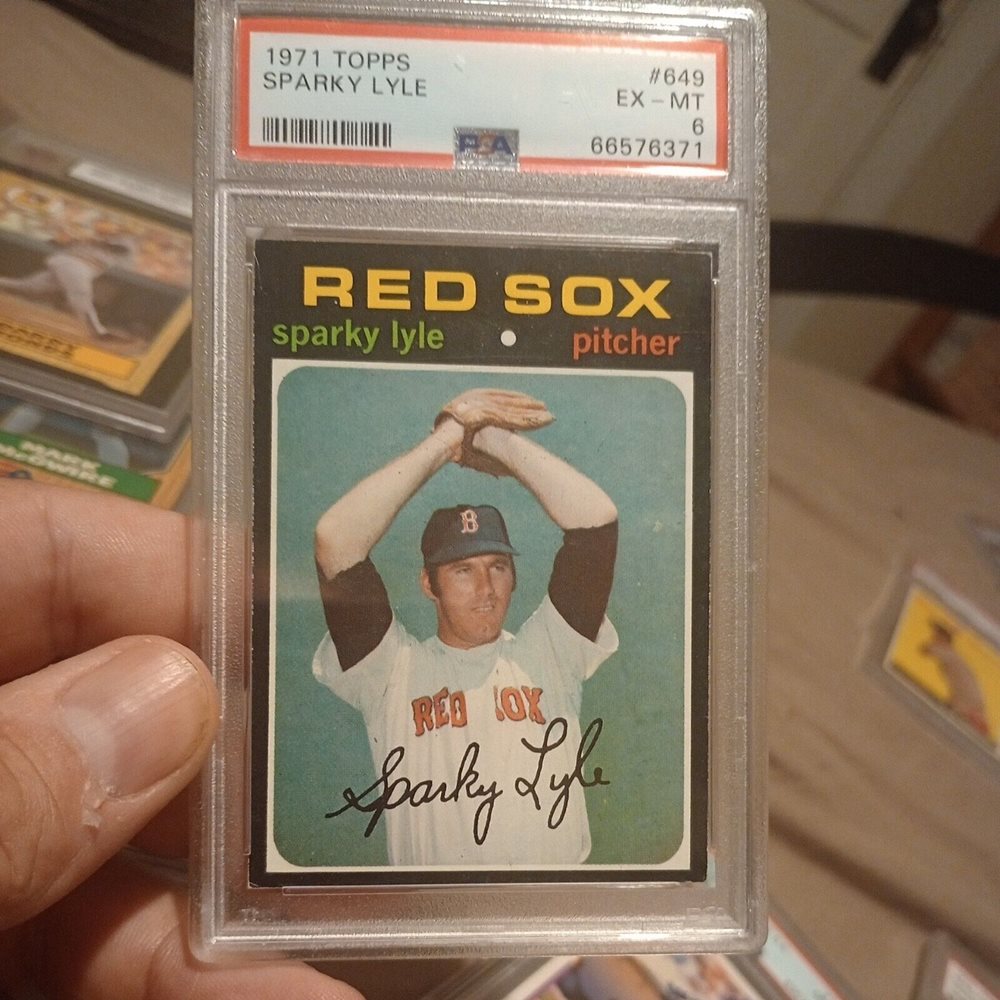 1971 TOPPS
SPARKY LYLE
#649
EX - MT
6
66576371
PSA
RED SOX
sparky lyle
pitcher
B
RED SOX
Sparky Lyle
MARK